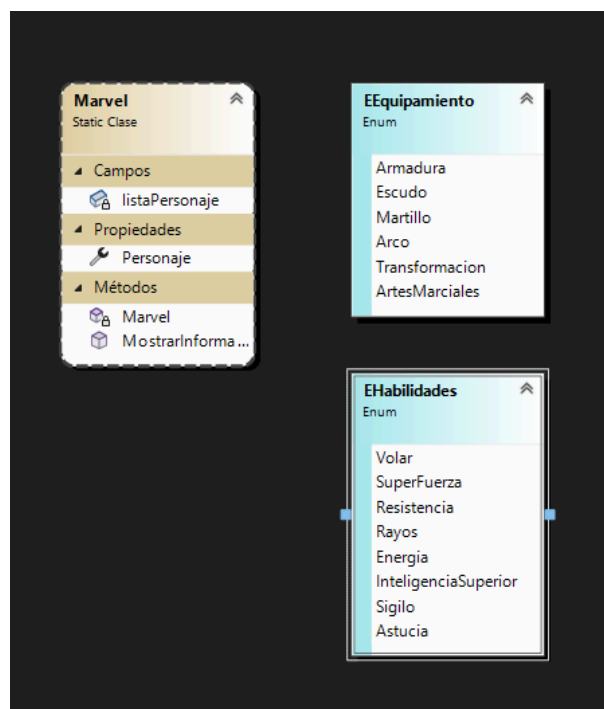 Marvel
Static Clase
Campos
listaPersonaje
Propiedades
Personaje
Métodos
Marvel
MostrarInforma...
EEquipamiento
Enum
Armadura
Escudo
Martillo
Arco
Transformacion
ArtesMarciales
EHabilidades
Enum
Volar
SuperFuerza
Resistencia
Rayos
Energia
InteligenciaSuperior
Sigilo
Astucia